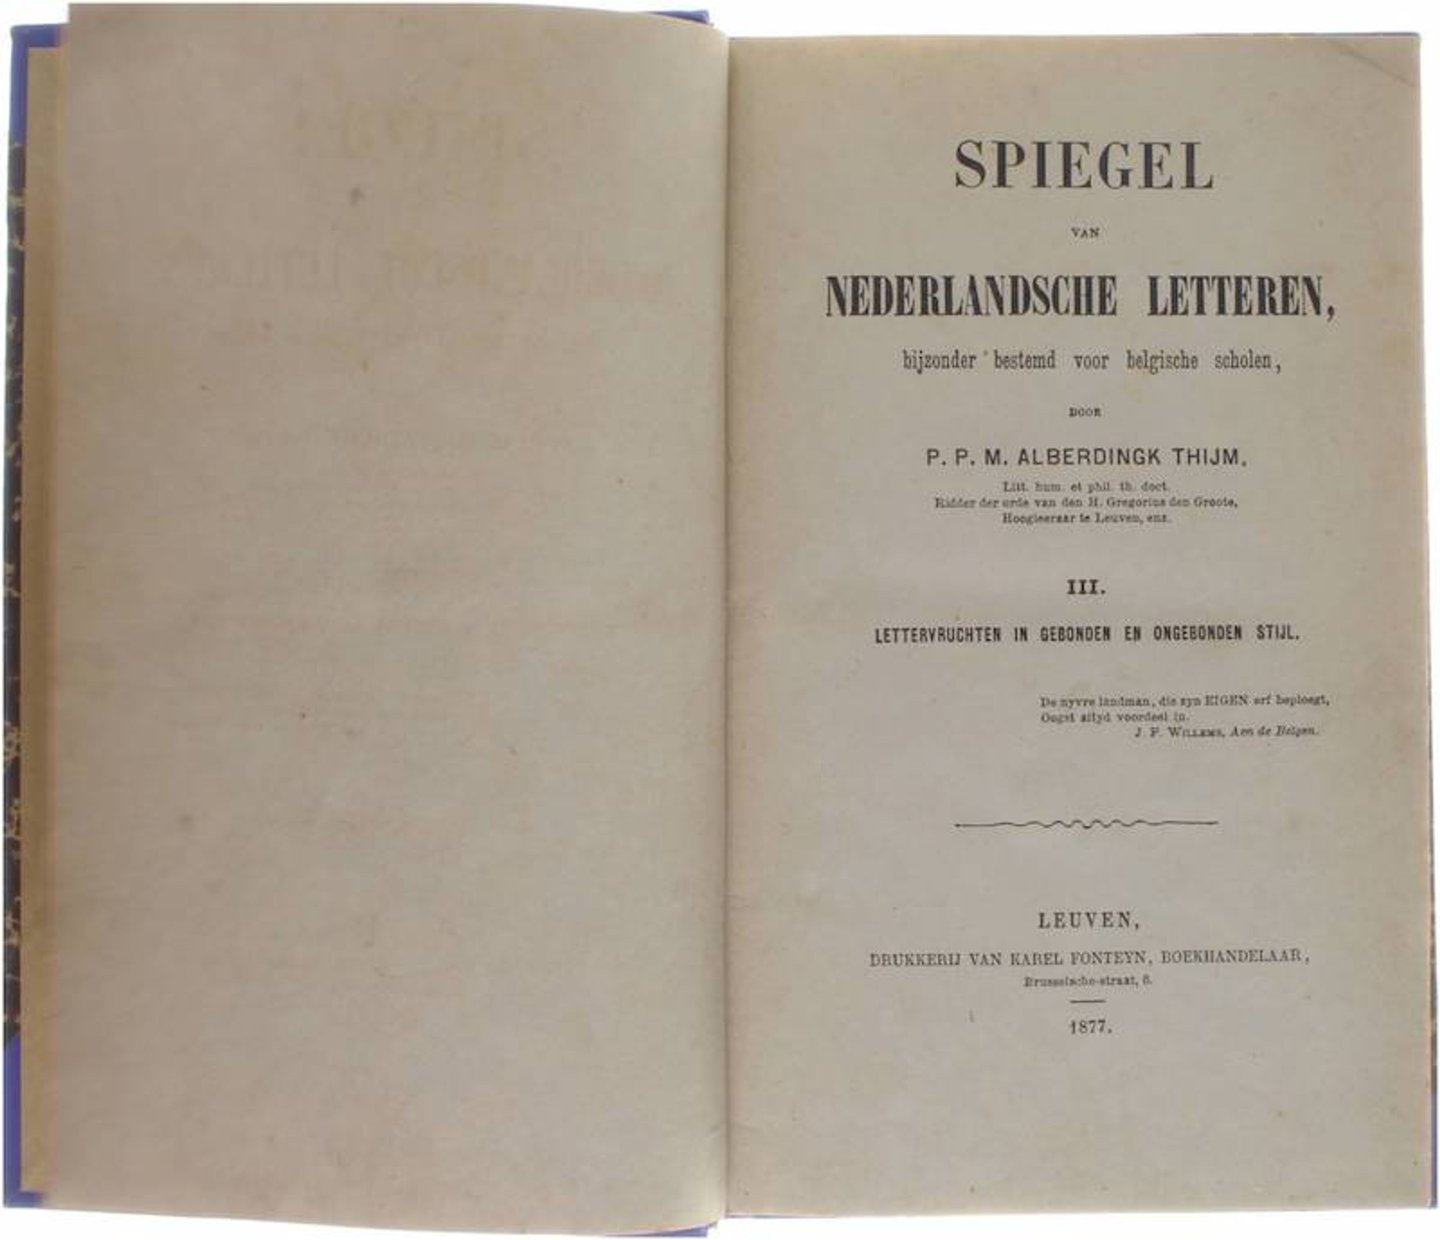 SPIEGEL
VAN
NEDERLANDSCHE LETTEREN,
bijzonder bestemd voor belgische scholen,
DOOR
P. P. M. ALBERDINGK THIJM,
Litt. hum. et phil. th. doct.
Ridder der orde van den H. Gregorius den Groote,
Hoogleeraar te Leuven, enz.
III.
LETTERVRUCHTEN IN GEBONDEN EN ONGEBONDEN STIJL.
De nyvre landman, die zyn EIGEN erf beploegt,
Oogst altyd voordeel in.
J. F. WILLEMS, Aen de Belgen.
LEUVEN,
DRUKKERIJ VAN KAREL FONTEYN, BOEKHANDELAAR,
Brusselsche-straat, 6.
1877.